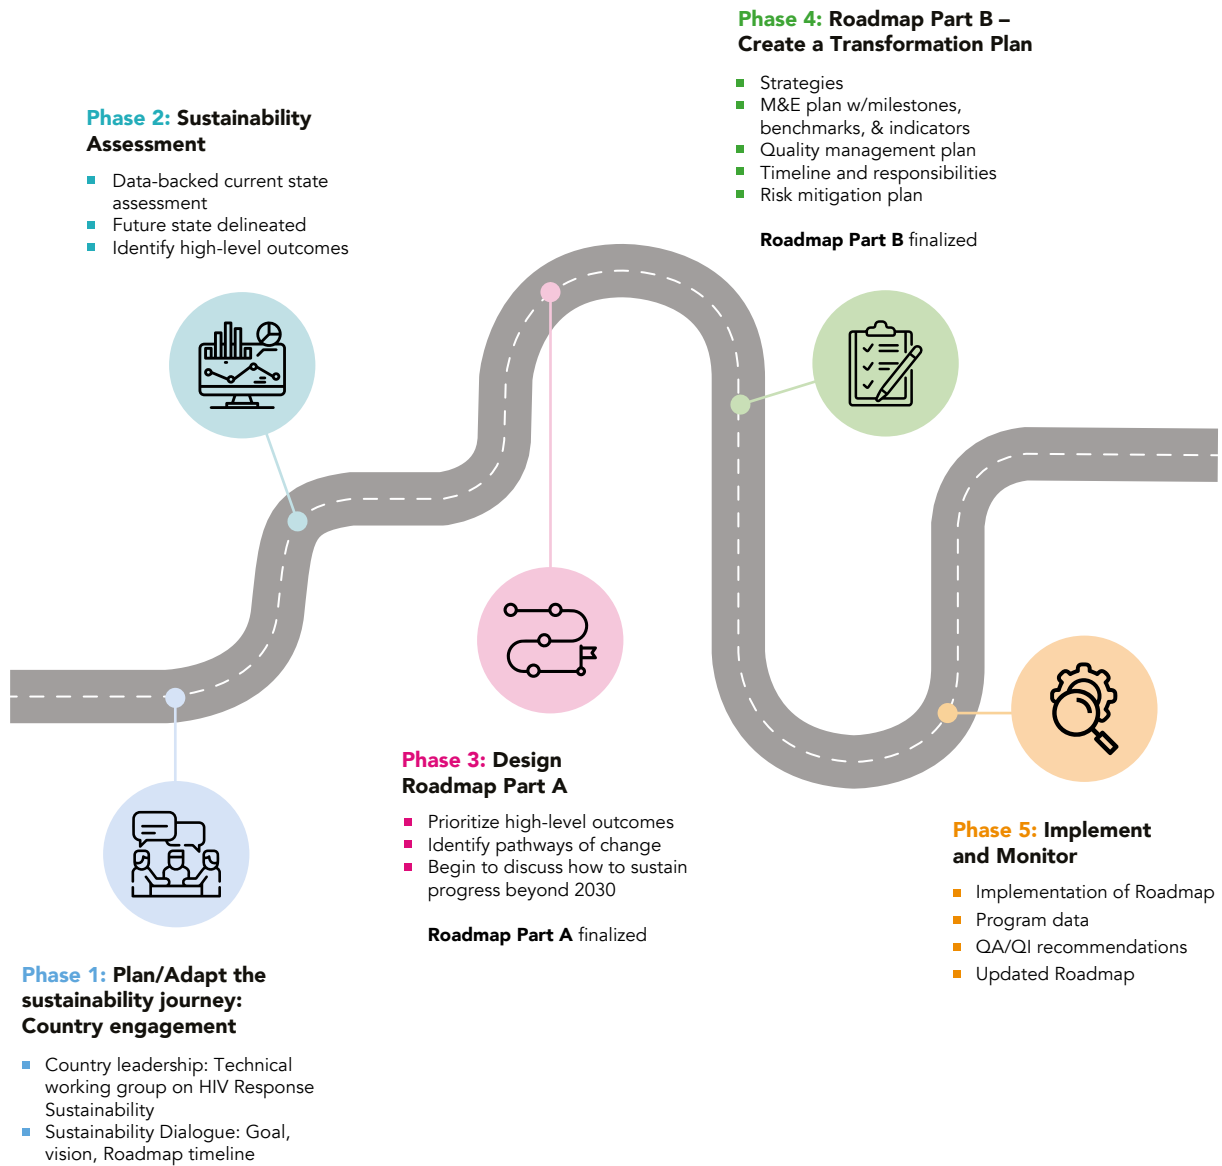 Phase 1: Plan/Adapt the
sustainability journey:
Country engagement
Country leadership: Technical
working group on HIV Response
Sustainability
Sustainability Dialogue: Goal,
vision, Roadmap timeline
Phase 2: Sustainability
Assessment
Data-backed current state
assessment
Future state delineated
Identify high-level outcomes
Phase 3: Design
Roadmap Part A
Prioritize high-level outcomes
Identify pathways of change
Begin to discuss how to sustain
progress beyond 2030
Roadmap Part A finalized
Phase 4: Roadmap Part B –
Create a Transformation Plan
Strategies
M&E plan w/milestones,
benchmarks, & indicators
Quality management plan
Timeline and responsibilities
Risk mitigation plan
Roadmap Part B finalized
Phase 5: Implement
and Monitor
Implementation of Roadmap
Program data
QA/QI recommendations
Updated Roadmap